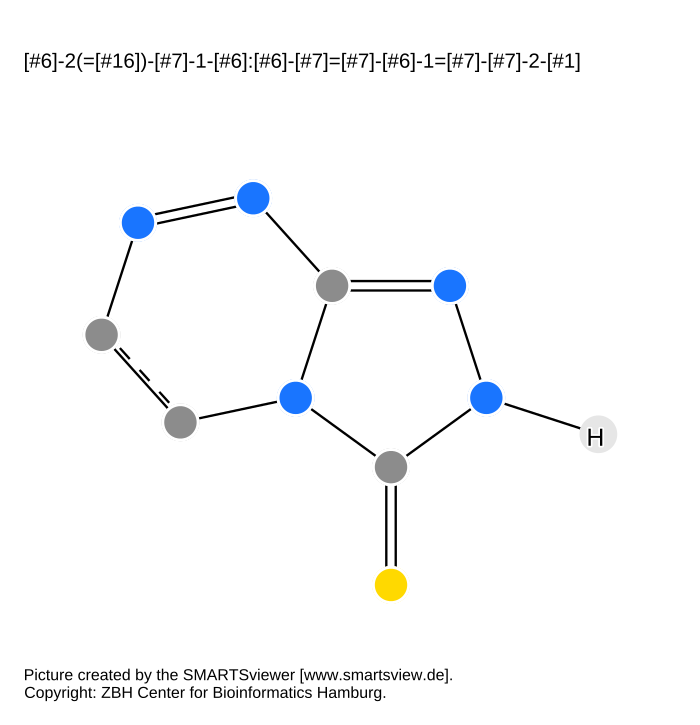 [#6]-2(=[#16])-[#7]-1-[#6]:[#6]-[#7]=[#7]-[#6]-1=[#7]-[#7]-2-[#1]
H
Picture created by the SMARTSviewer [www.smartsview.de].
Copyright: ZBH Center for Bioinformatics Hamburg.